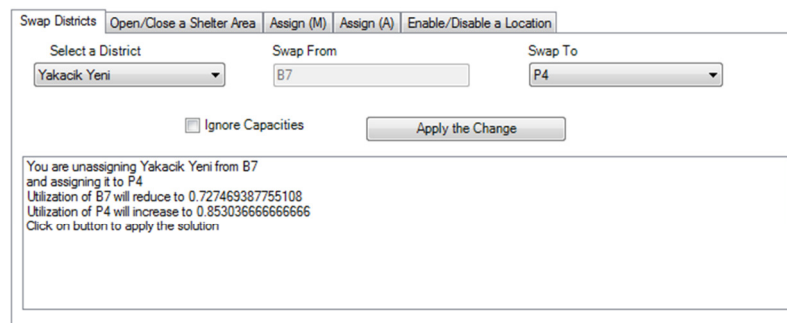 Swap Districts Open/Close a Shelter Area Assign (M) Assign (A) Enable/Disable a Location
Select a District Swap From Swap To
Yakacik Yeni B7 P4
Ignore Capacities Apply the Change
You are unassigning Yakacik Yeni from B7
and assigning it to P4
Utilization of B7 will reduce to 0.727469387755108
Utilization of P4 will increase to 0.853036666666666
Click on button to apply the solution